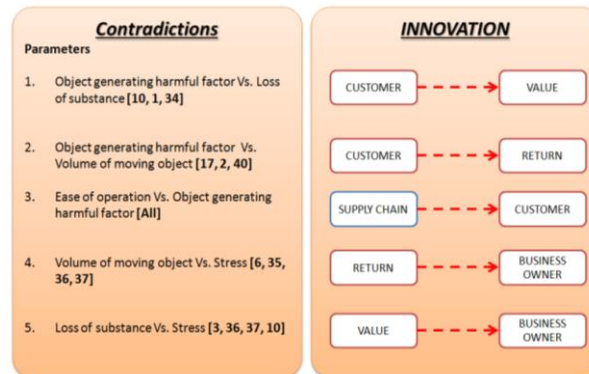 Contradictions
Parameters
1. Object generating harmful factor Vs. Loss
of substance [10, 1, 34]
2. Object generating harmful factor Vs.
Volume of moving object [17, 2, 40]
3. Ease of operation Vs. Object generating
harmful factor [All]
4. Volume of moving object Vs. Stress [6, 35,
36, 37]
5. Loss of substance Vs. Stress [3, 36, 37, 10]
INNOVATION
CUSTOMER VALUE
CUSTOMER RETURN
SUPPLY CHAIN CUSTOMER
RETURN BUSINESS
OWNER
VALUE BUSINESS
OWNER